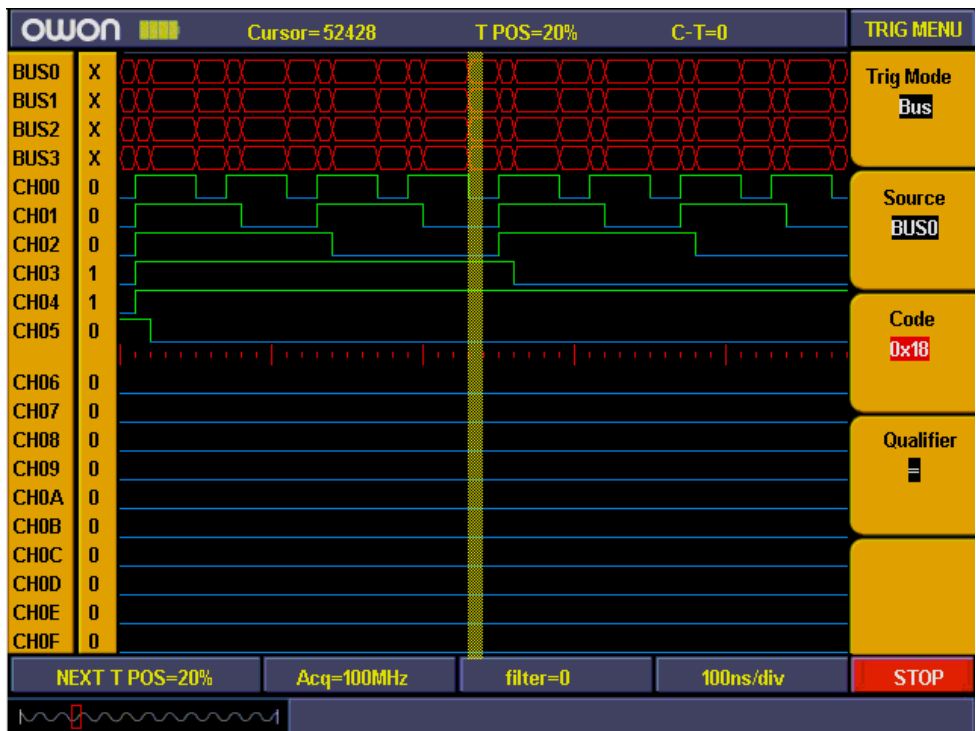 owon Cursor=52428 T POS=20% C-T=0 TRIG MENU
BUS0 X
BUS1 X
BUS2 X
BUS3 X
CH00 0
CH01 0
CH02 0
CH03 1
CH04 1
CH05 0
CH06 0
CH07 0
CH08 0
CH09 0
CH0A 0
CH0B 0
CH0C 0
CH0D 0
CH0E 0
CH0F 0
Trig Mode
Bus
Source
BUS0
Code
0x18
Qualifier
=
NEXT T POS=20% Acq=100MHz filter=0 100ns/div STOP